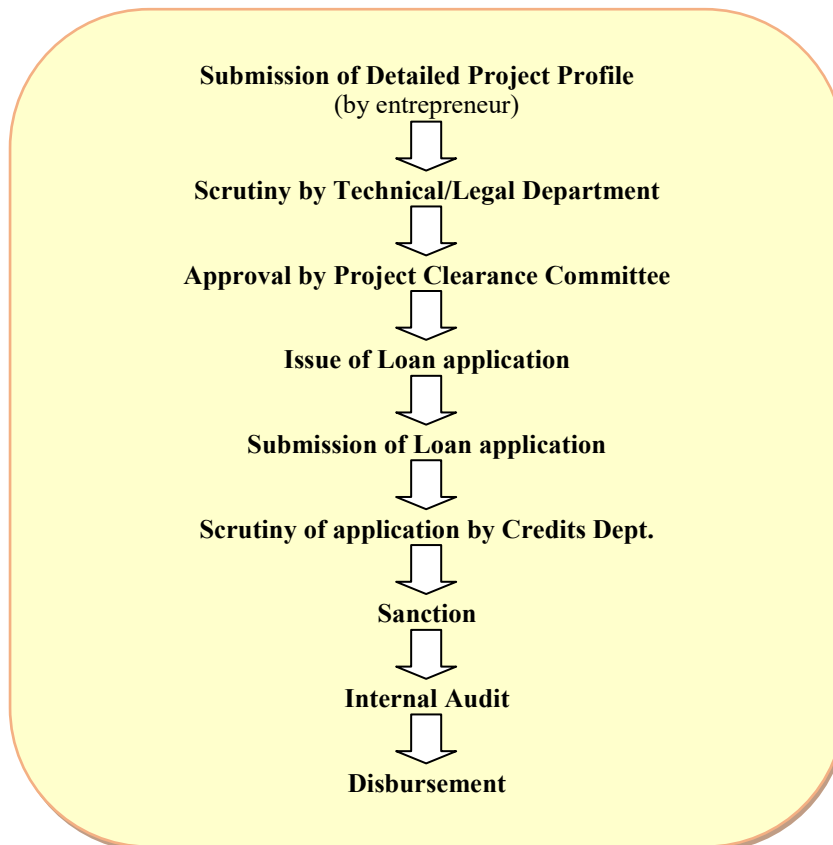 Submission of Detailed Project Profile
(by entrepreneur)
Scrutiny by Technical/Legal Department
Approval by Project Clearance Committee
Issue of Loan application
Submission of Loan application
Scrutiny of application by Credits Dept.
Sanction
Internal Audit
Disbursement